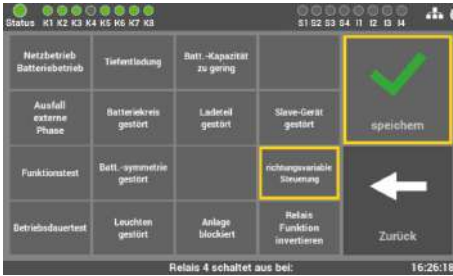 Status K1 K2 K3 K4 K5 K6 K7 K8 S1 S2 S3 S4 I1 I2 I3 I4
Netzbetrieb
Batteriebetrieb
Tiefentladung
Batt.-Kapazität
zu gering
Ausfall
externe
Phase
Batteriekreis
gestört
Ladeteil
gestört
Slave-Gerät
gestört
speichern
Funktionstest
Batt.-symmetrie
gestört
richtungsvariable
Steuerung
Betriebsdauertest
Leuchten
gestört
Anlage
blockiert
Relais
Funktion
invertieren
Zurück
Relais 4 schaltet aus bei: 16:26:18